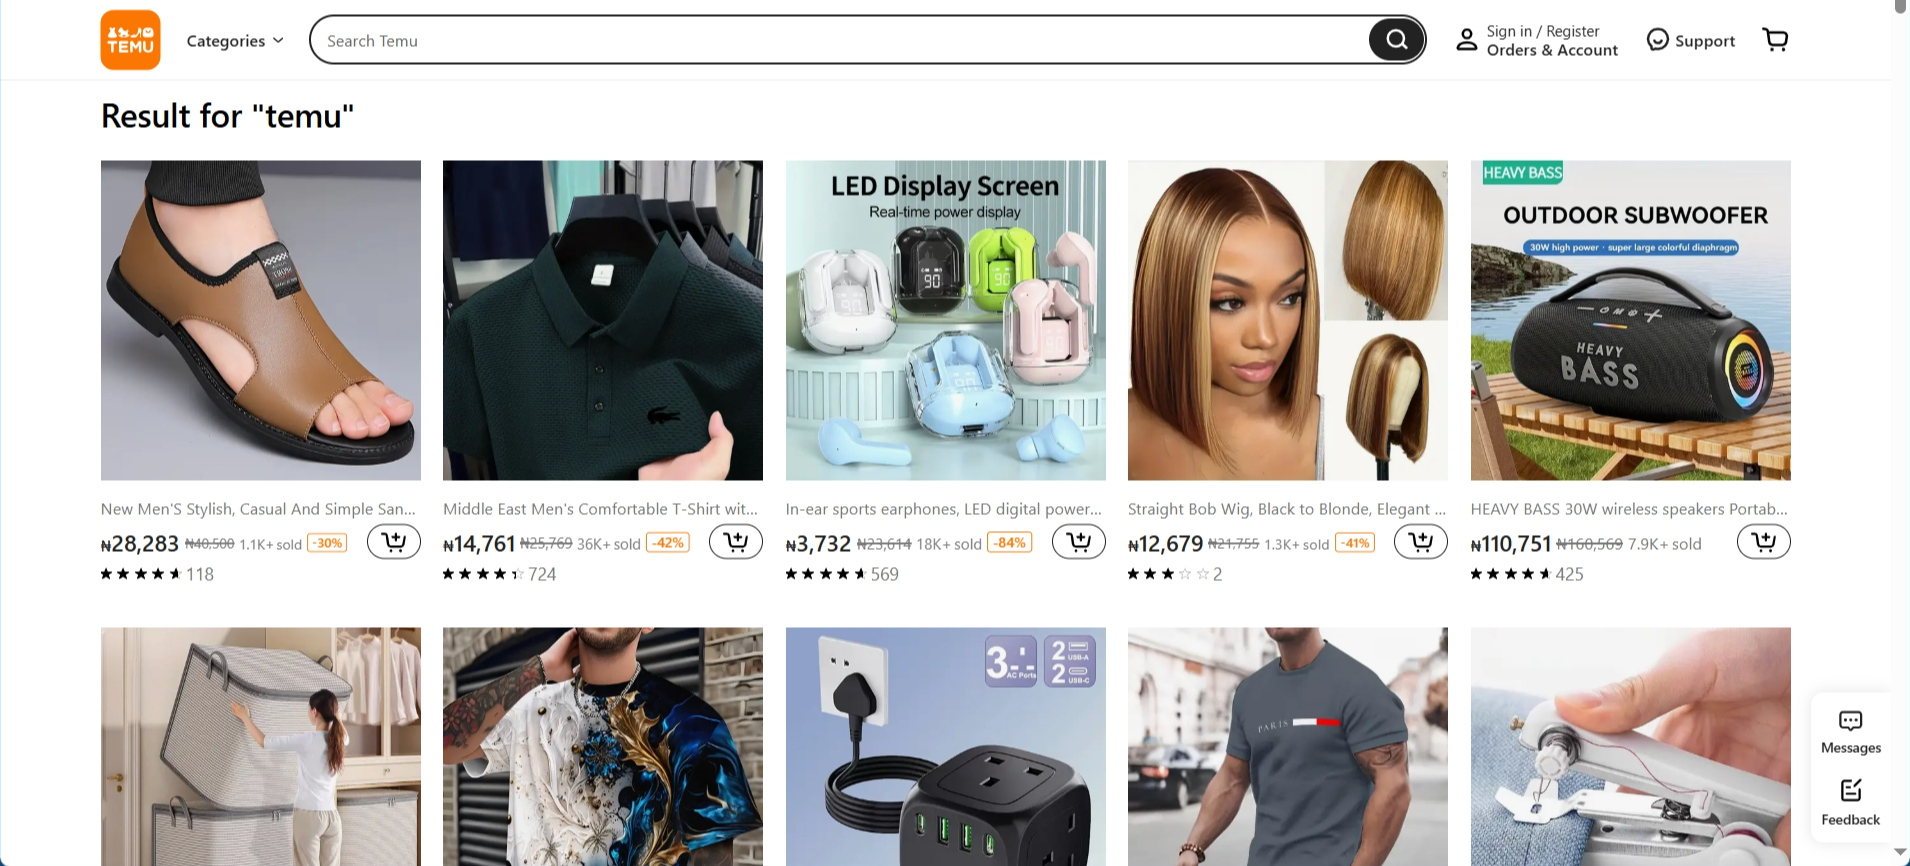 TEMU
Categories
Search Temu
Sign in / Register
Orders & Account
Support
Result for "temu"
LED Display Screen
Real-time power display
90
90
HEAVY BASS
OUTDOOR SUBWOOFER
30W high power · super large colorful diaphragm
HEAVY
BASS
New Men'S Stylish, Casual And Simple San...
₦28,283 ₦40,500 1.1K+ sold -30%
118
Middle East Men's Comfortable T-Shirt wit...
₦14,761 ₦25,769 36K+ sold -42%
724
In-ear sports earphones, LED digital power...
₦3,732 ₦23,614 18K+ sold -84%
569
Straight Bob Wig, Black to Blonde, Elegant ...
₦12,679 ₦21,755 1.3K+ sold -41%
2
HEAVY BASS 30W wireless speakers Portab...
₦110,751 ₦160,569 7.9K+ sold
425
3
AC Ports
2 USB-A
2 USB-C
PARIS
Messages
Feedback